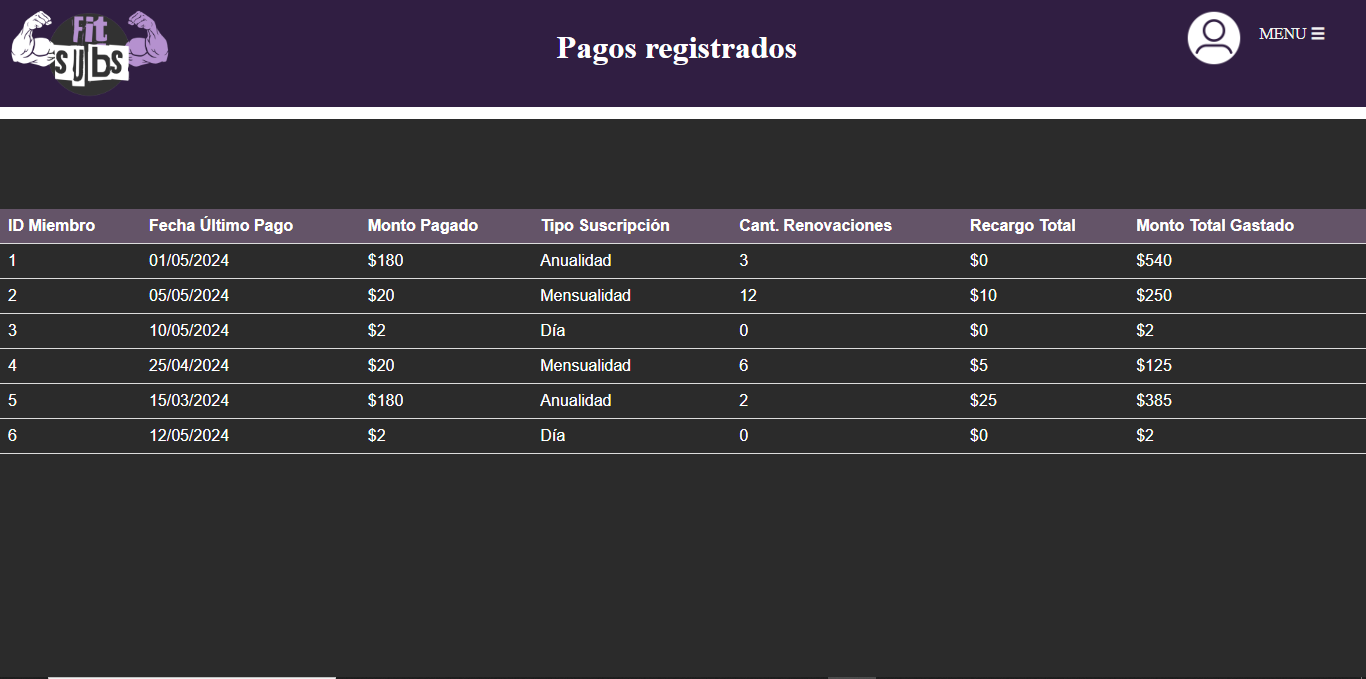 Fit
Subs
Pagos registrados
MENU ☰
ID Miembro Fecha Último Pago Monto Pagado Tipo Suscripción Cant. Renovaciones Recargo Total Monto Total Gastado
1 01/05/2024 $180 Anualidad 3 $0 $540
2 05/05/2024 $20 Mensualidad 12 $10 $250
3 10/05/2024 $2 Día 0 $0 $2
4 25/04/2024 $20 Mensualidad 6 $5 $125
5 15/03/2024 $180 Anualidad 2 $25 $385
6 12/05/2024 $2 Día 0 $0 $2